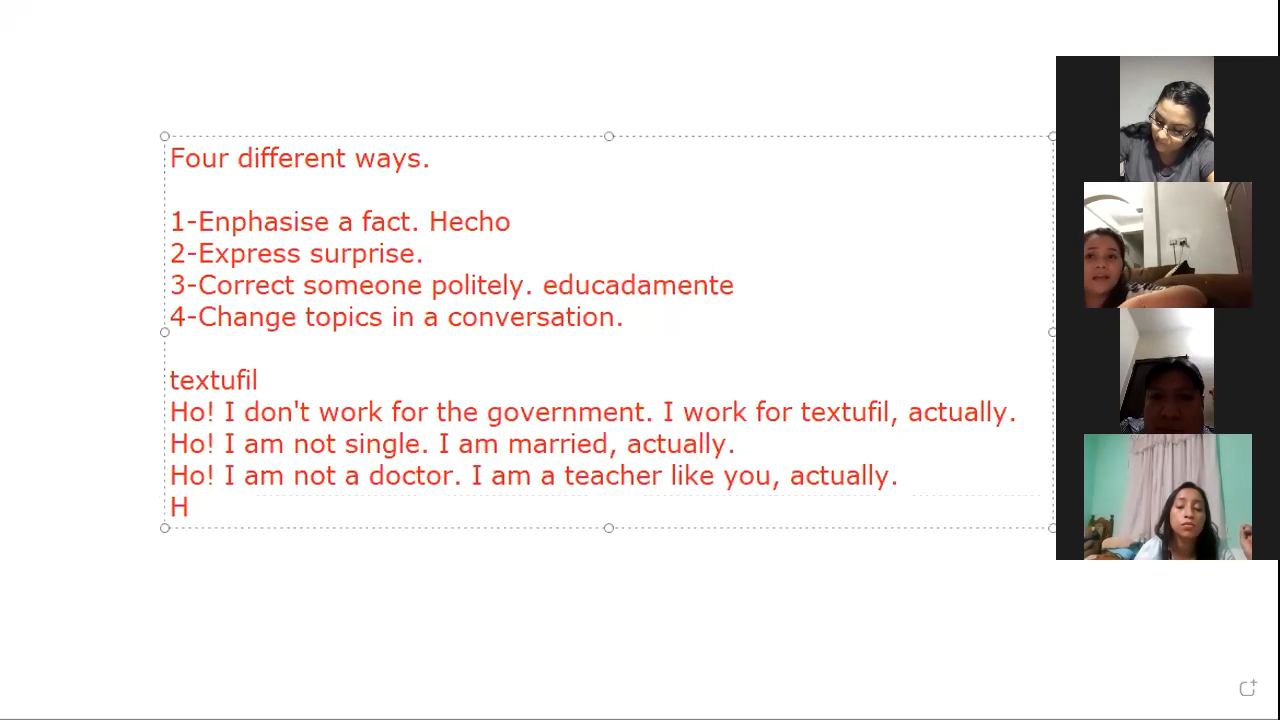 Four different ways.
1-Enphasise a fact. Hecho
2-Express surprise.
3-Correct someone politely. educadamente
4-Change topics in a conversation.
textufil
Ho! I don't work for the government. I work for textufil, actually.
Ho! I am not single. I am married, actually.
Ho! I am not a doctor. I am a teacher like you, actually.
H